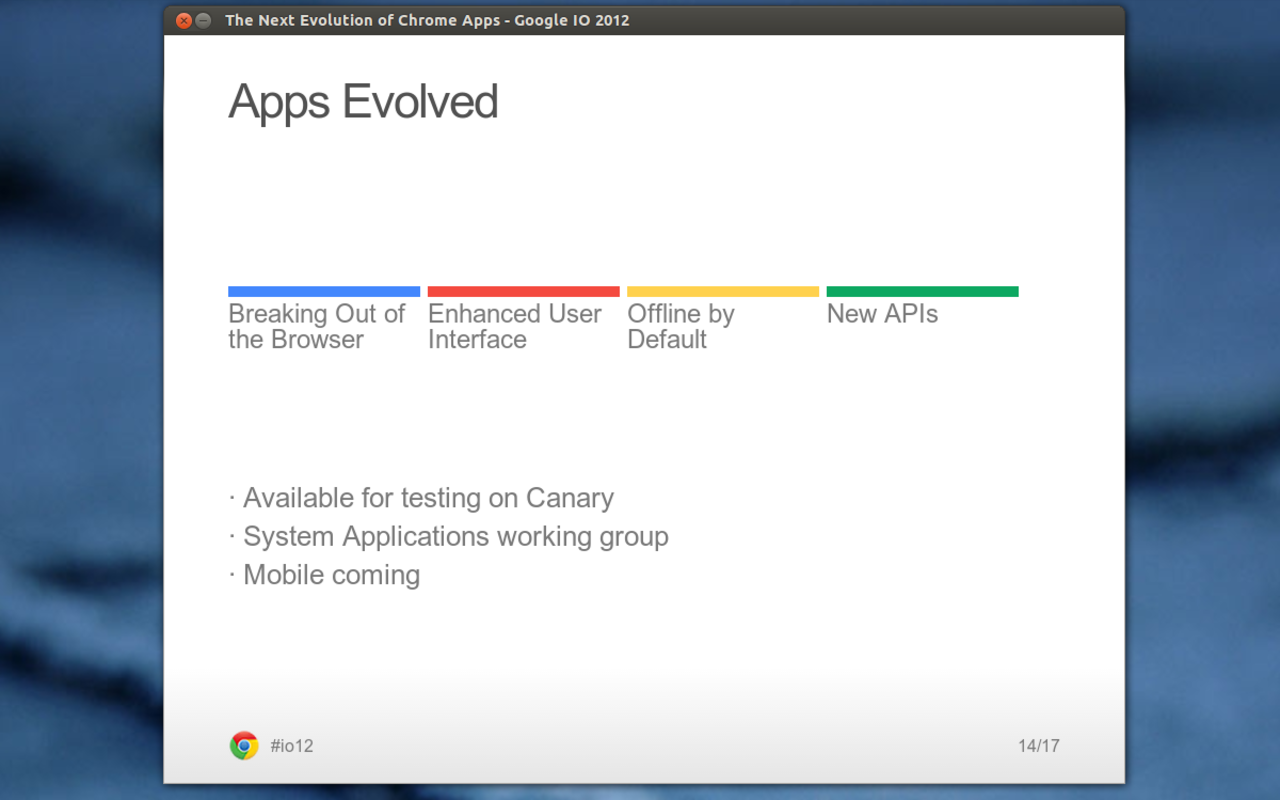 The Next Evolution of Chrome Apps - Google IO 2012
Apps Evolved
Breaking Out of
the Browser
Enhanced User
Interface
Offline by
Default
New APIs
· Available for testing on Canary
· System Applications working group
· Mobile coming
#io12
14/17